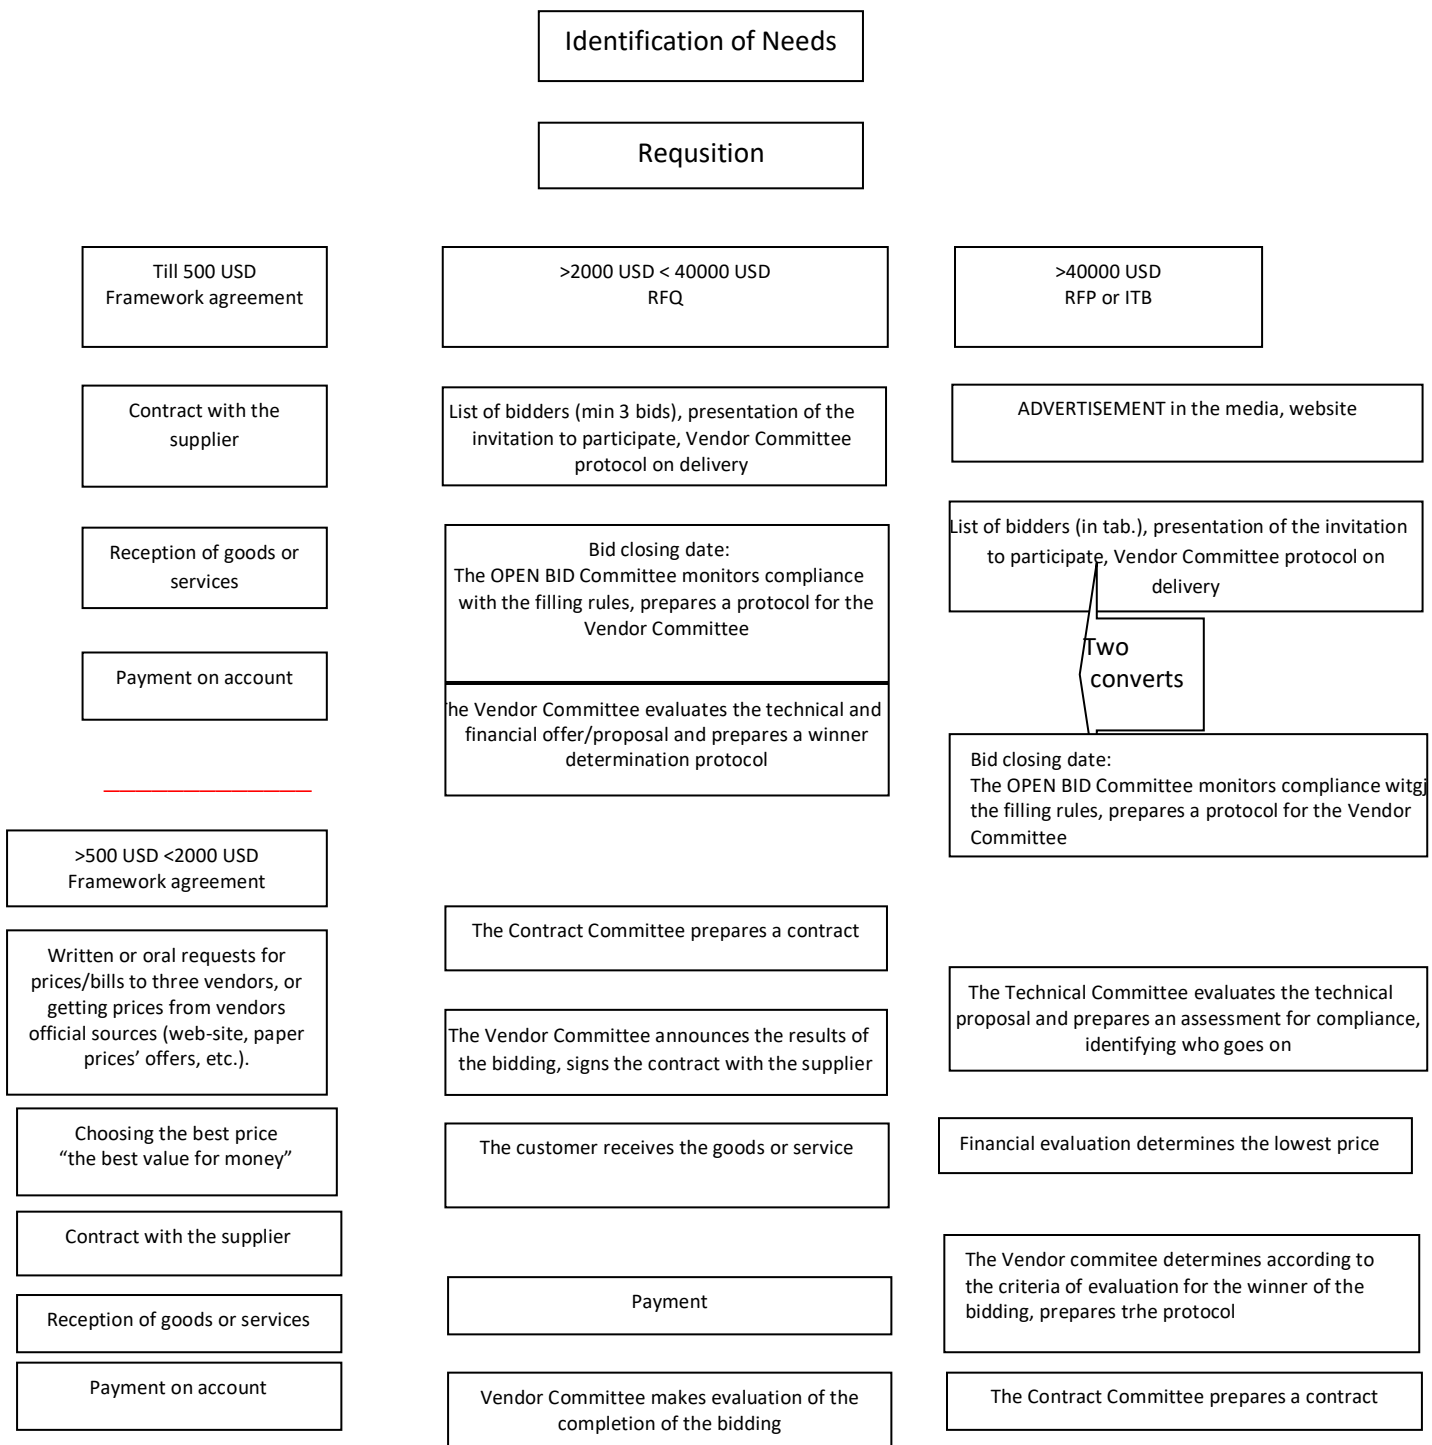 Identification of Needs
Requsition
Till 500 USD
Framework agreement
Contract with the
supplier
Reception of goods or
services
Payment on account
>500 USD <2000 USD
Framework agreement
Written or oral requests for
prices/bills to three vendors, or
getting prices from vendors
official sources (web-site, paper
prices’ offers, etc.).
Choosing the best price
“the best value for money”
Contract with the supplier
Reception of goods or services
Payment on account
>2000 USD < 40000 USD
RFQ
List of bidders (min 3 bids), presentation of the
invitation to participate, Vendor Committee
protocol on delivery
Bid closing date:
The OPEN BID Committee monitors compliance
with the filling rules, prepares a protocol for the
Vendor Committee
he Vendor Committee evaluates the technical and
financial offer/proposal and prepares a winner
determination protocol
The Contract Committee prepares a contract
The Vendor Committee announces the results of
the bidding, signs the contract with the supplier
The customer receives the goods or service
Payment
Vendor Committee makes evaluation of the
completion of the bidding
>40000 USD
RFP or ITB
ADVERTISEMENT in the media, website
List of bidders (in tab.), presentation of the invitation
to participate, Vendor Committee protocol on
delivery
Two
converts
Bid closing date:
The OPEN BID Committee monitors compliance witgj
the filling rules, prepares a protocol for the Vendor
Committee
The Technical Committee evaluates the technical
proposal and prepares an assessment for compliance,
identifying who goes on
Financial evaluation determines the lowest price
The Vendor commitee determines according to
the criteria of evaluation for the winner of the
bidding, prepares trhe protocol
The Contract Committee prepares a contract